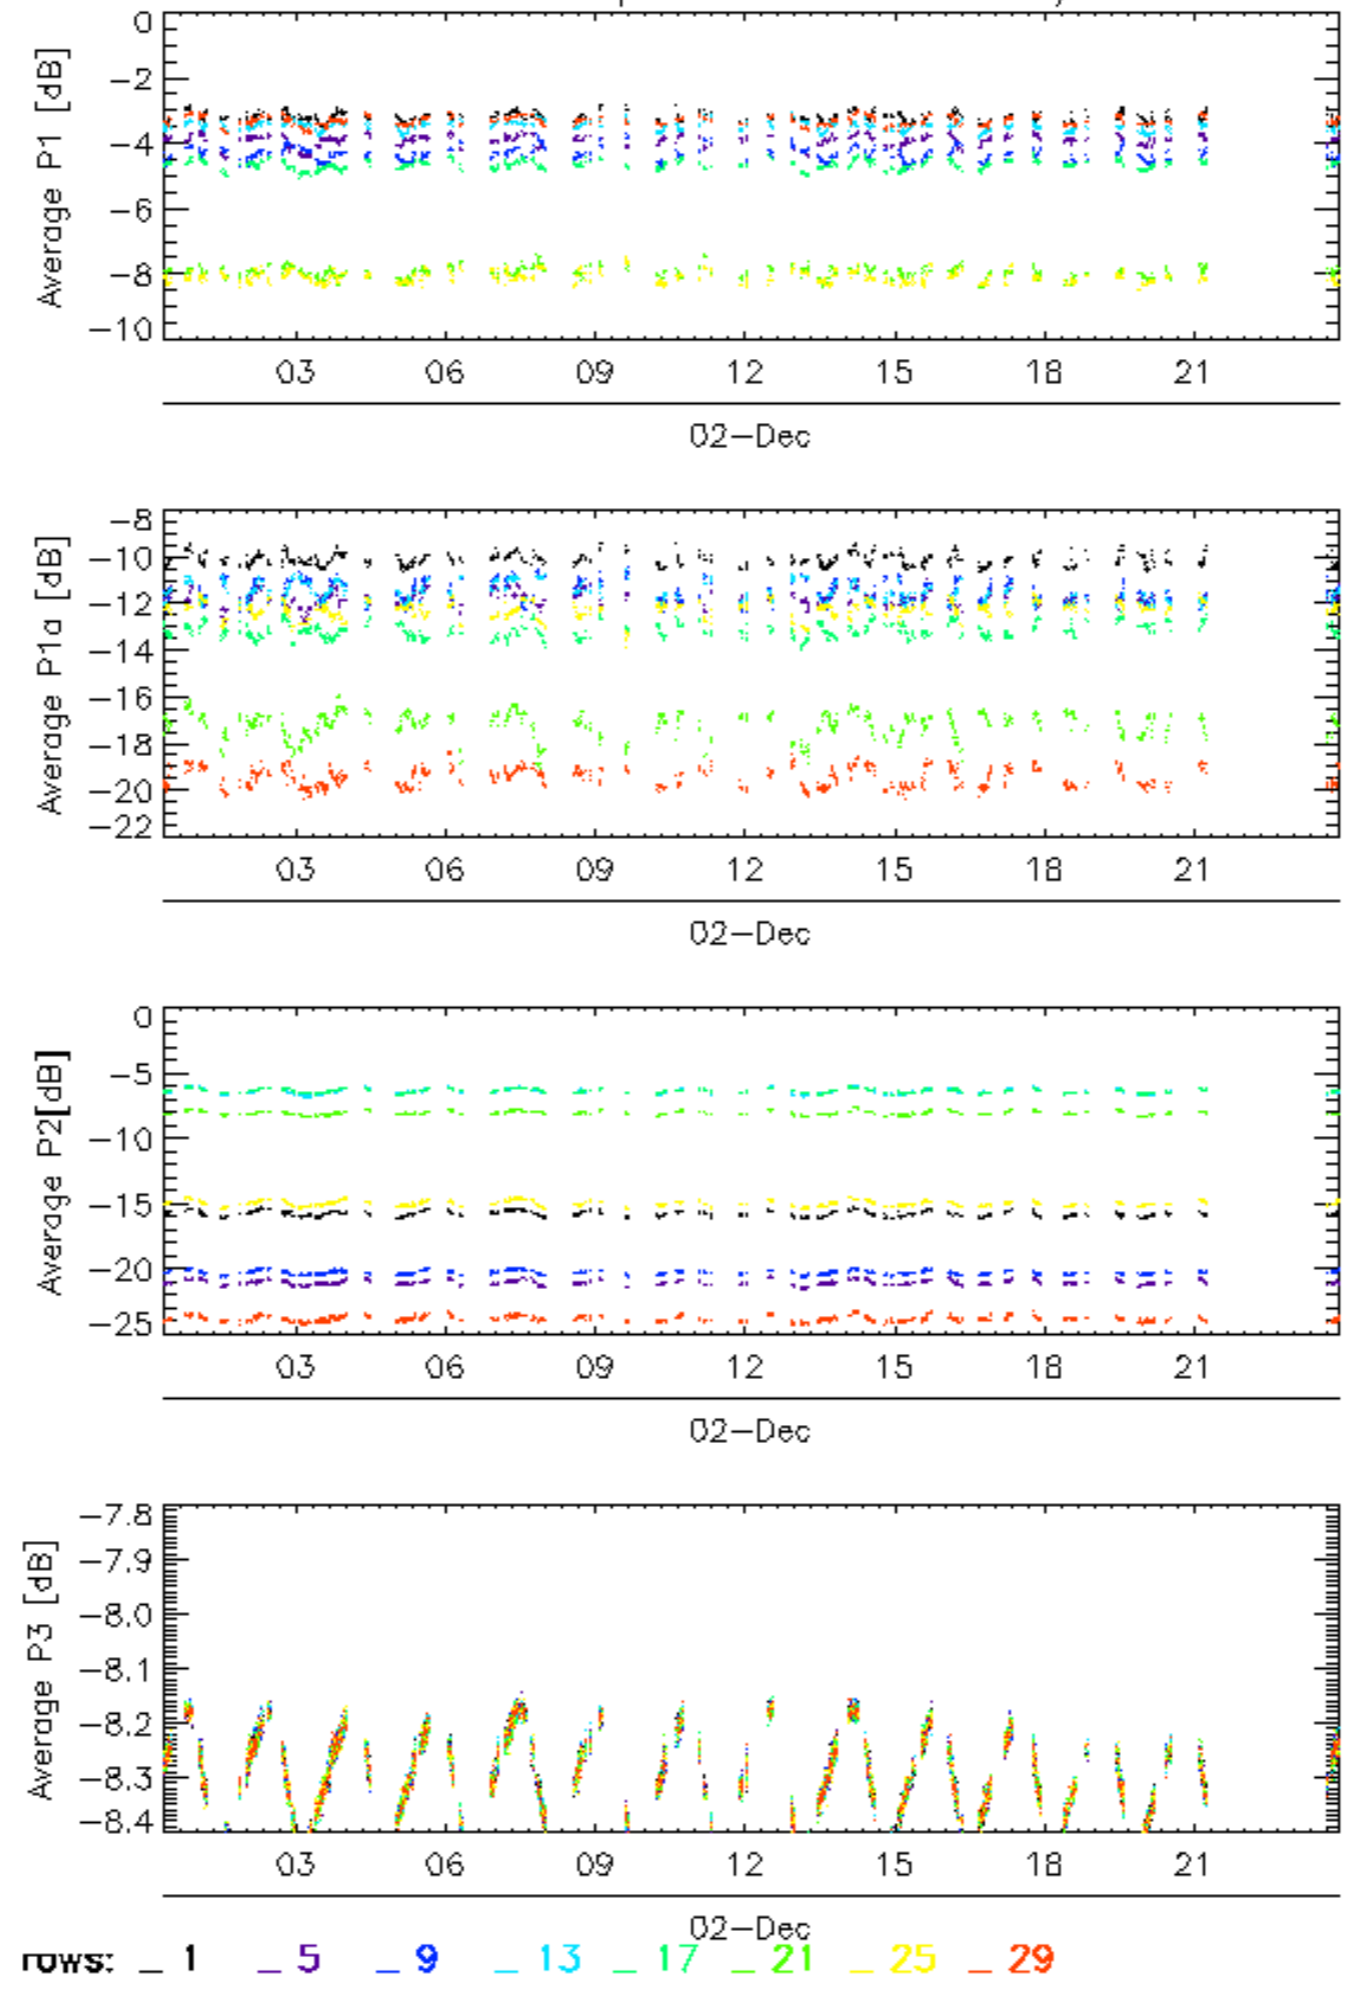 0
−2
−4
−6
−8
−10
Average P1 [dB]
03 06 09 12 15 18 21
02−Dec
−8
−10
−12
−14
−16
−18
−20
−22
Average P1a [dB]
03 06 09 12 15 18 21
02−Dec
0
−5
−10
−15
−20
−25
Average P2[dB]
03 06 09 12 15 18 21
02−Dec
−7.8
−7.9
−8.0
−8.1
−8.2
−8.3
−8.4
Average P3 [dB]
03 06 09 12 15 18 21
02−Dec
rows: _ 1 _ 5 _ 9 _ 13 _ 17 _ 21 _ 25 _ 29